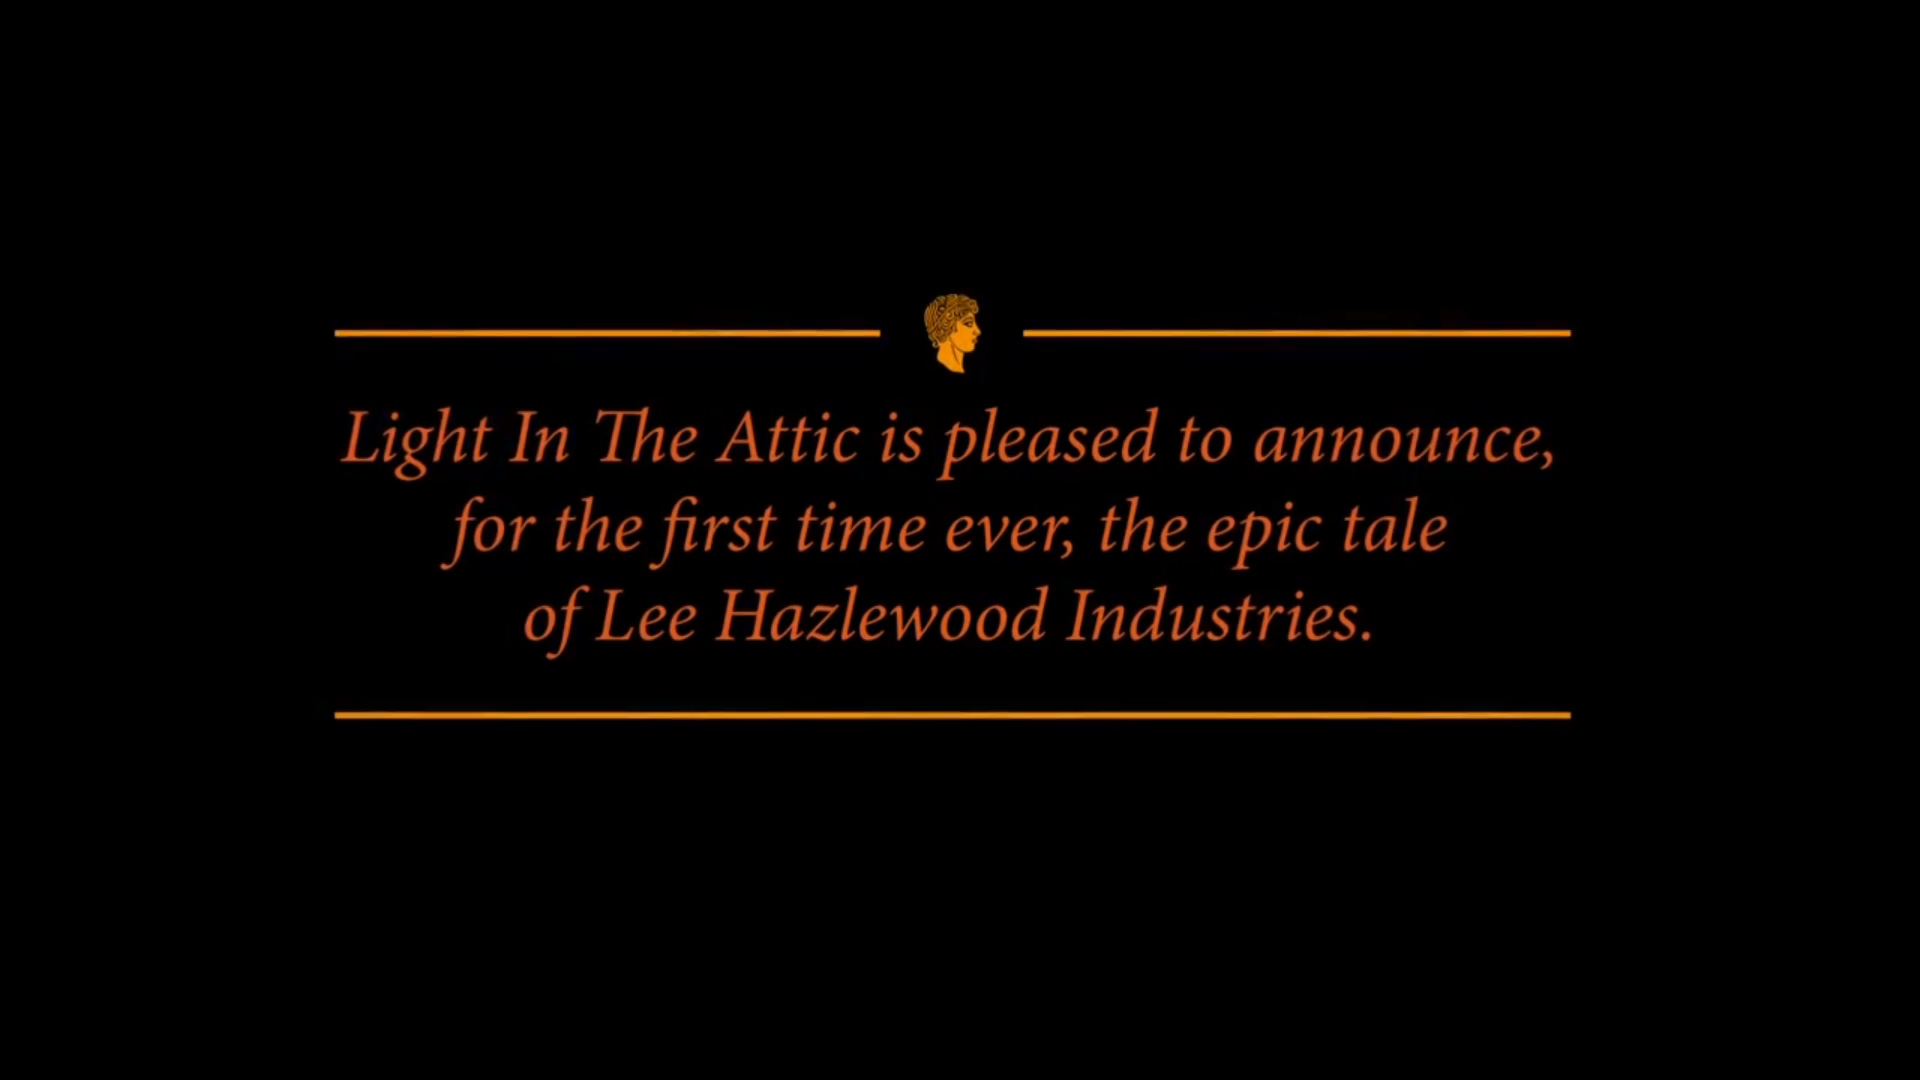 Light In The Attic is pleased to announce,
for the first time ever, the epic tale
of Lee Hazlewood Industries.